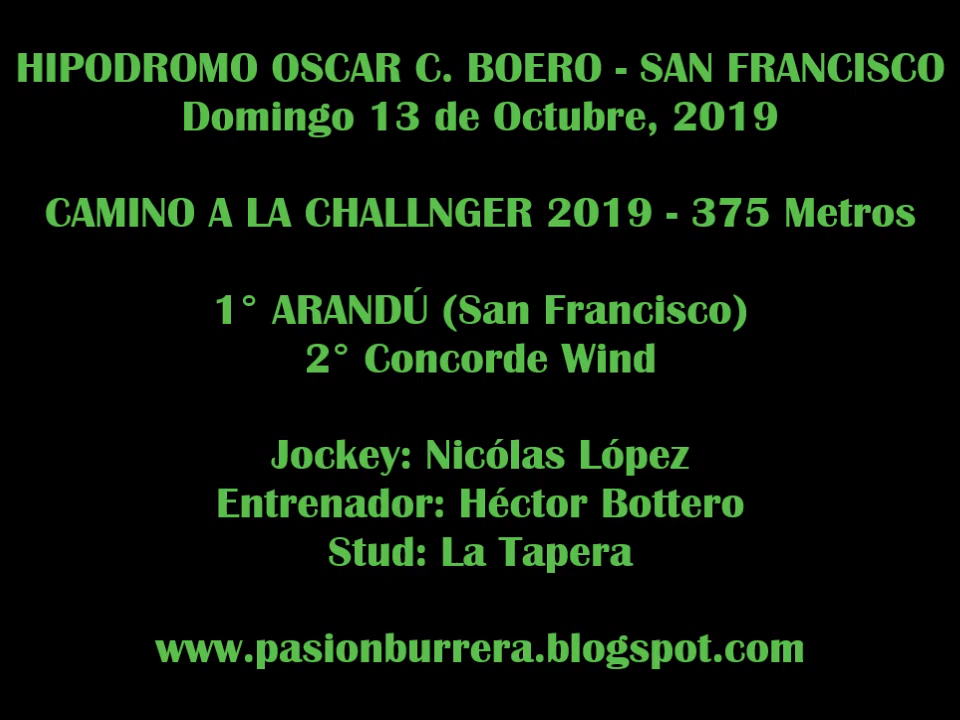 HIPODROMO OSCAR C. BOERO - SAN FRANCISCO
Domingo 13 de Octubre, 2019
CAMINO A LA CHALLNGER 2019 - 375 Metros
1° ARANDÚ (San Francisco)
2° Concorde Wind
Jockey: Nicólas López
Entrenador: Héctor Bottero
Stud: La Tapera
www.pasionburrera.blogspot.com